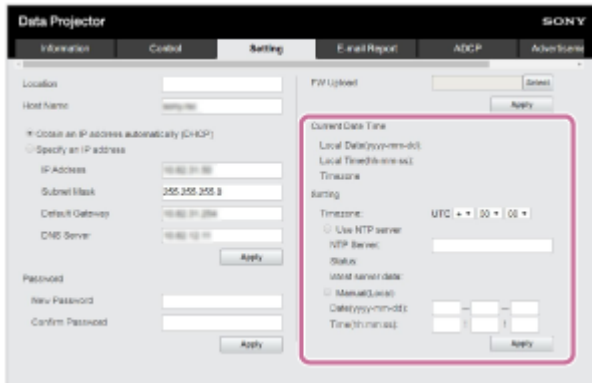 Data Projector
SONY
Information Control Setting E-mail Report ADCP Advertiseme
Location
Host Name
Obtain an IP address automatically (DHCP)
Specify an IP address
IP Address
Subnet Mask 255.255.255.0
Default Gateway
DNS Server
Apply
Password
New Password
Confirm Password
Apply
FW Upload Select
Apply
Current Date Time
Local Date(yyyy-mm-dd):
Local Time(hh:mm:ss):
Timezone
Setting
Timezone: UTC + 00 00
Use NTP server
NTP Server:
Status:
latest server date:
Manual(Local)
Date(yyyy-mm-dd): — —
Time(hh:mm:ss): : :
Apply